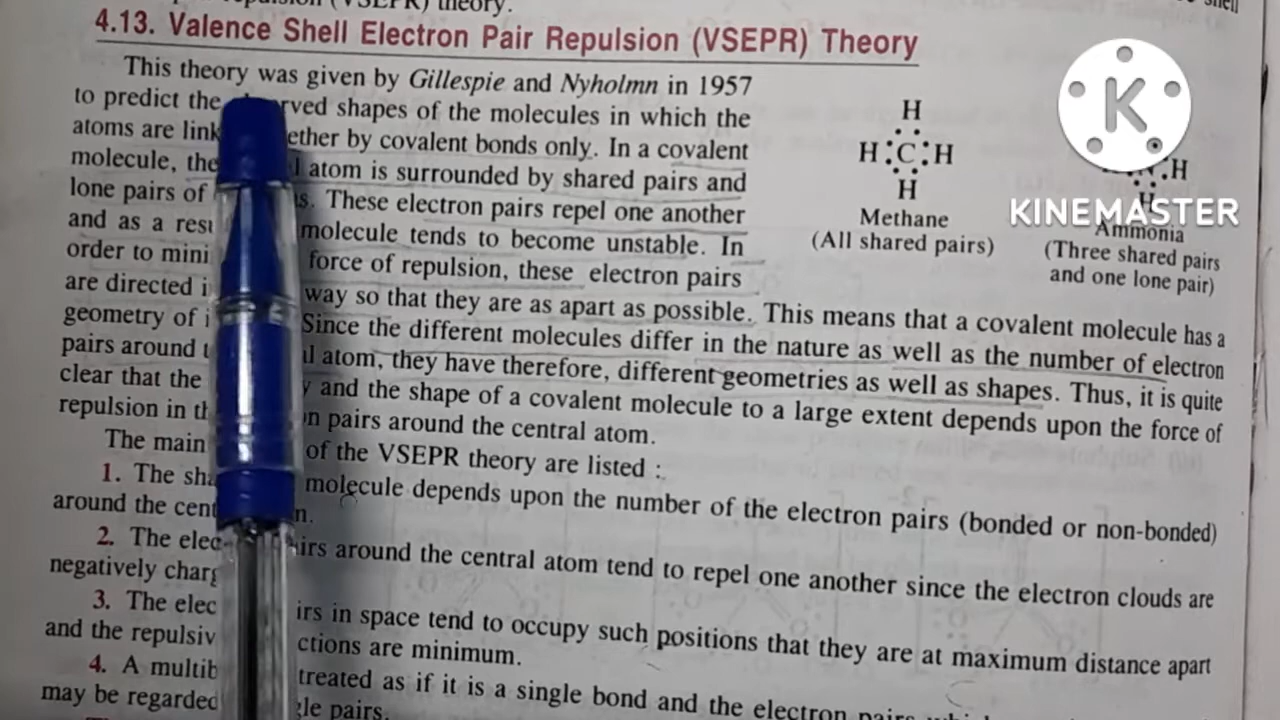 (VSEPR) theory.
4.13. Valence Shell Electron Pair Repulsion (VSEPR) Theory
This theory was given by Gillespie and Nyholmn in 1957
to predict the rved shapes of the molecules in which the
atoms are link ether by covalent bonds only. In a covalent
molecule, the l atom is surrounded by shared pairs and
lone pairs of s. These electron pairs repel one another
and as a resu molecule tends to become unstable. In
order to mini force of repulsion, these electron pairs
are directed i way so that they are as apart as possible. This means that a covalent molecule has a
geometry of i Since the different molecules differ in the nature as well as the number of electron
pairs around t l atom, they have therefore, different geometries as well as shapes. Thus, it is quite
clear that the y and the shape of a covalent molecule to a large extent depends upon the force of
repulsion in th n pairs around the central atom.
The main of the VSEPR theory are listed :
1. The sha molecule depends upon the number of the electron pairs (bonded or non-bonded)
around the cent n.
2. The elec irs around the central atom tend to repel one another since the electron clouds are
negatively charg
3. The elec irs in space tend to occupy such positions that they are at maximum distance apart
and the repulsiv ctions are minimum.
4. A multib treated as if it is a single bond and the electron pairs
may be regarded gle pairs.
H
H : C : H
H
Methane
(All shared pairs)
H
H
Ammonia
(Three shared pairs
and one lone pair)
K
KINEMASTER